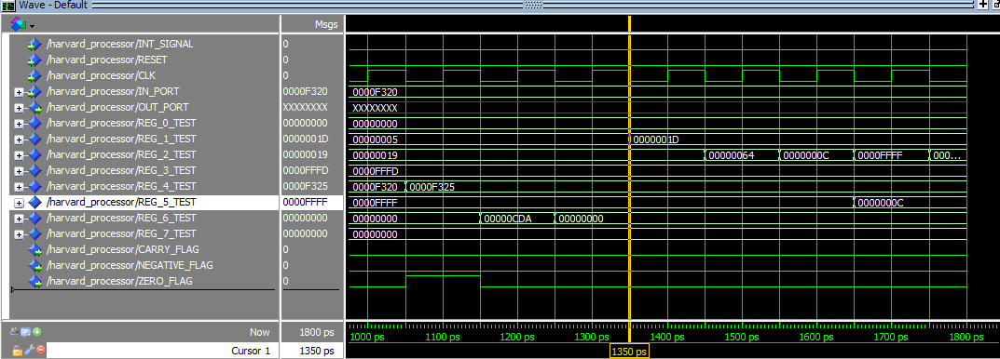 Wave - Default
Msgs
/harvard_processor/INT_SIGNAL 0
/harvard_processor/RESET 0
/harvard_processor/CLK 0
/harvard_processor/IN_PORT 0000F320 0000F320
/harvard_processor/OUT_PORT XXXXXXXX XXXXXXXX
/harvard_processor/REG_0_TEST 00000000 00000000
/harvard_processor/REG_1_TEST 0000001D 00000005 0000001D
/harvard_processor/REG_2_TEST 00000019 00000019 00000064 0000000C 0000FFFF 000...
/harvard_processor/REG_3_TEST 0000FFFD 0000FFFD
/harvard_processor/REG_4_TEST 0000F325 0000F320 0000F325
/harvard_processor/REG_5_TEST 0000FFFF 0000FFFF 0000000C
/harvard_processor/REG_6_TEST 00000000 00000000 00000CDA 00000000
/harvard_processor/REG_7_TEST 00000000 00000000
/harvard_processor/CARRY_FLAG 0
/harvard_processor/NEGATIVE_FLAG 0
/harvard_processor/ZERO_FLAG 0
Now 1800 ps 1000 ps 1100 ps 1200 ps 1300 ps 1400 ps 1500 ps 1600 ps 1700 ps 1800 ps
Cursor 1 1350 ps 1350 ps